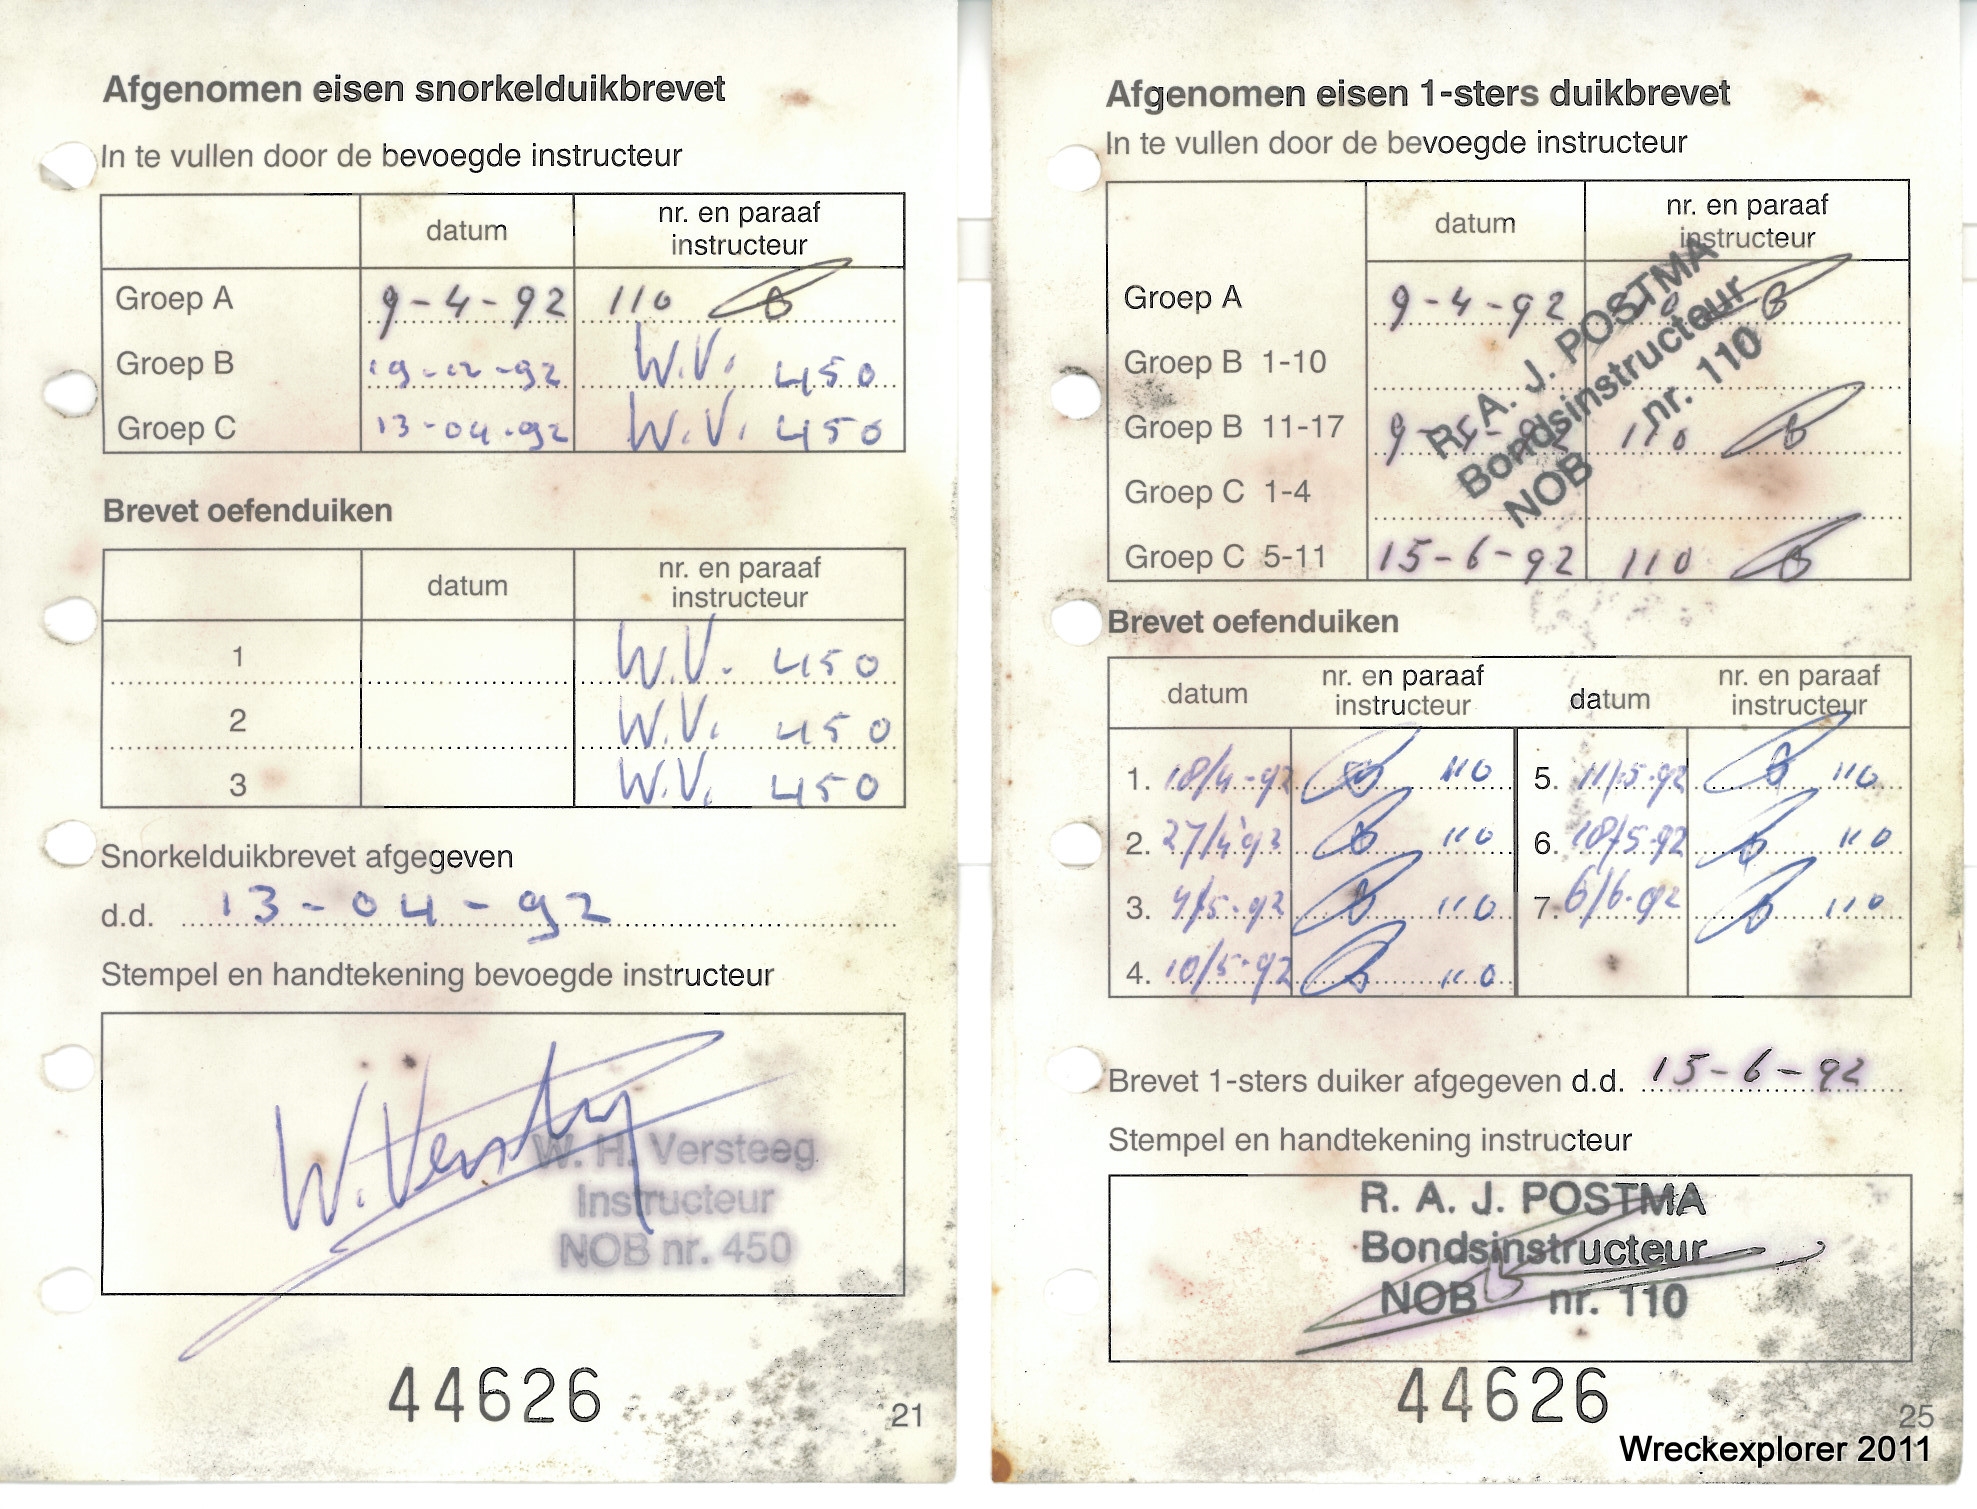 Afgenomen eisen snorkelduikbrevet
In te vullen door de bevoegde instructeur
datum nr. en paraaf instructeur
Groep A 9-4-92 110
Groep B 92 W.V. 450
Groep C 13-04-92 W.V. 450
Brevet oefenduiken
datum nr. en paraaf instructeur
1 W.V. 450
2 W.V. 450
3 W.V. 450
Snorkelduikbrevet afgegeven
d.d. 13-04-92
Stempel en handtekening bevoegde instructeur
W. H. Versteeg
Instructeur
NOB nr. 450
44626
21
Afgenomen eisen 1-sters duikbrevet
In te vullen door de bevoegde instructeur
datum nr. en paraaf instructeur
Groep A 9-4-92
Groep B 1-10
Groep B 11-17 110
Groep C 1-4
Groep C 5-11 15-6-92 110
R. A. J. POSTMA
Bondsinstructeur
NOB nr. 110
Brevet oefenduiken
datum nr. en paraaf instructeur datum nr. en paraaf instructeur
1. 18/4-92 110 5. 11/5-92 110
2. 27/4 110 6. 18/5-92 110
3. 4/5-92 110 7. 6/6-92 110
4. 10/5-92 110
Brevet 1-sters duiker afgegeven d.d. 15-6-92
Stempel en handtekening instructeur
R. A. J. POSTMA
Bondsinstructeur
NOB nr. 110
44626
25
Wreckexplorer 2011